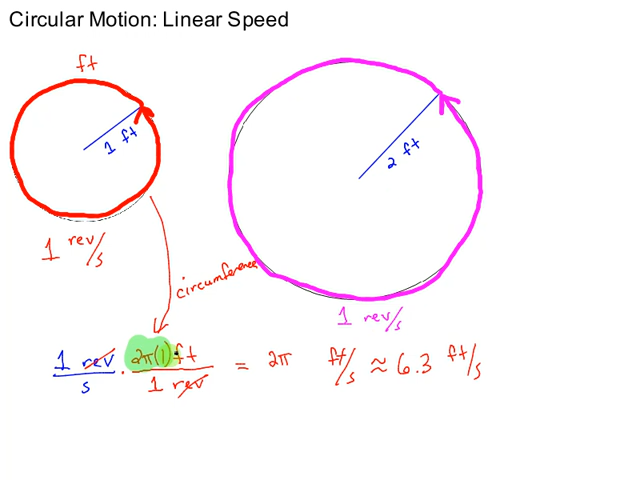 Circular Motion: Linear Speed
ft
1 ft
2 ft
1 rev/s
circumference
1 rev/s
1 rev/s · 2π(1)ft/1 rev = 2π ft/s ≈ 6.3 ft/s